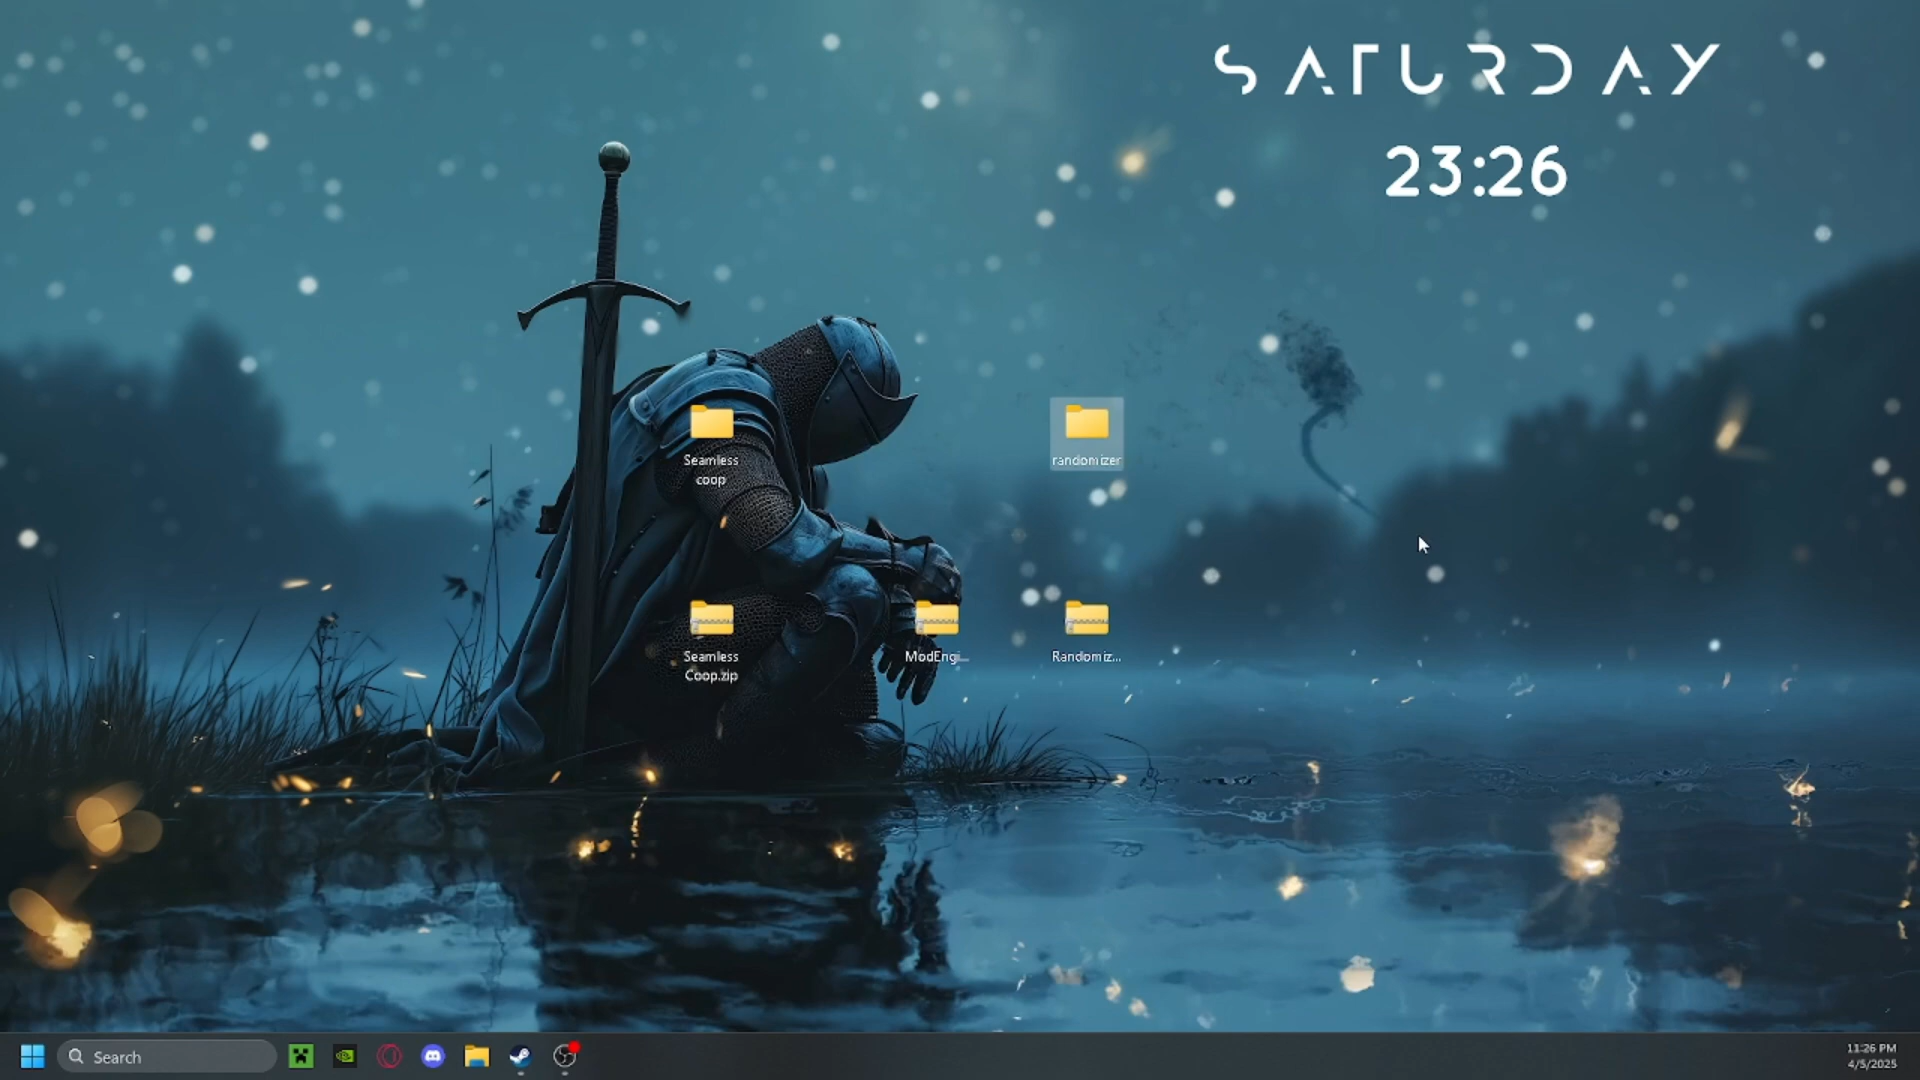 SATURDAY
23:26
Seamless
coop
randomizer
Seamless
Coop.zip
ModEngi...
Randomiz...
Search
11:26 PM
4/5/2025